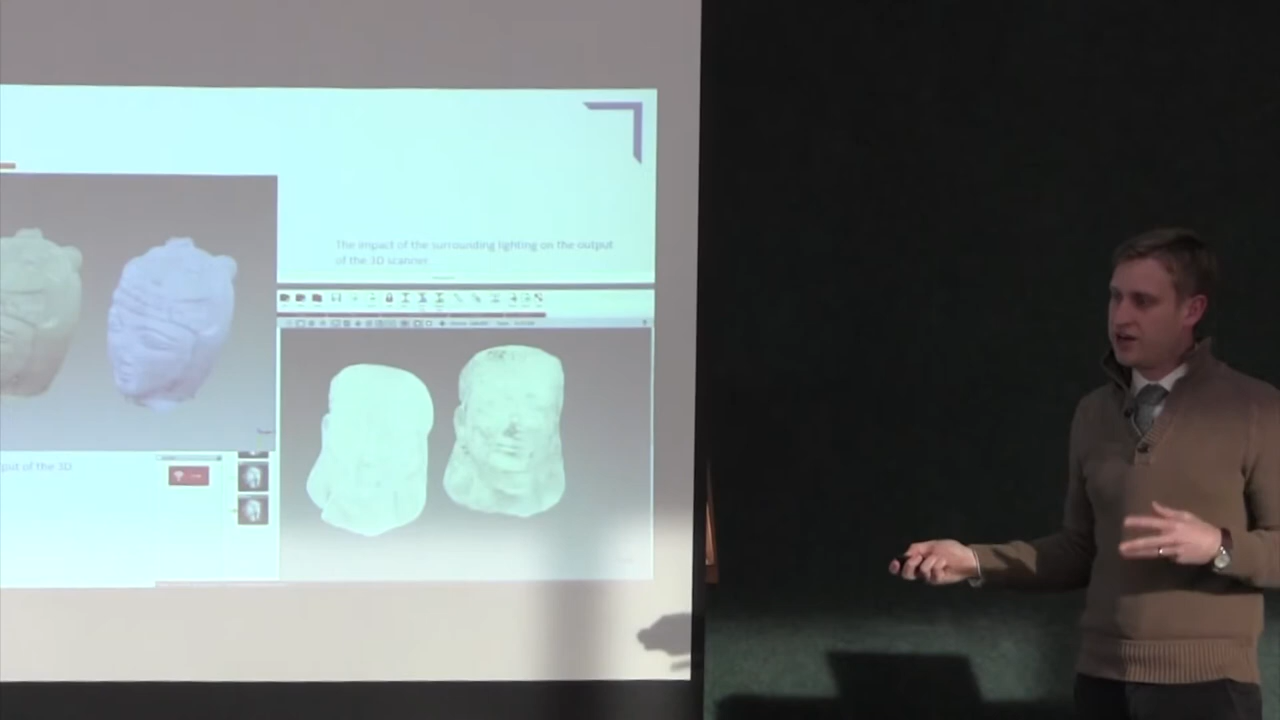 The impact of the surrounding lighting on the output
of the 3D scanner
put of the 3D